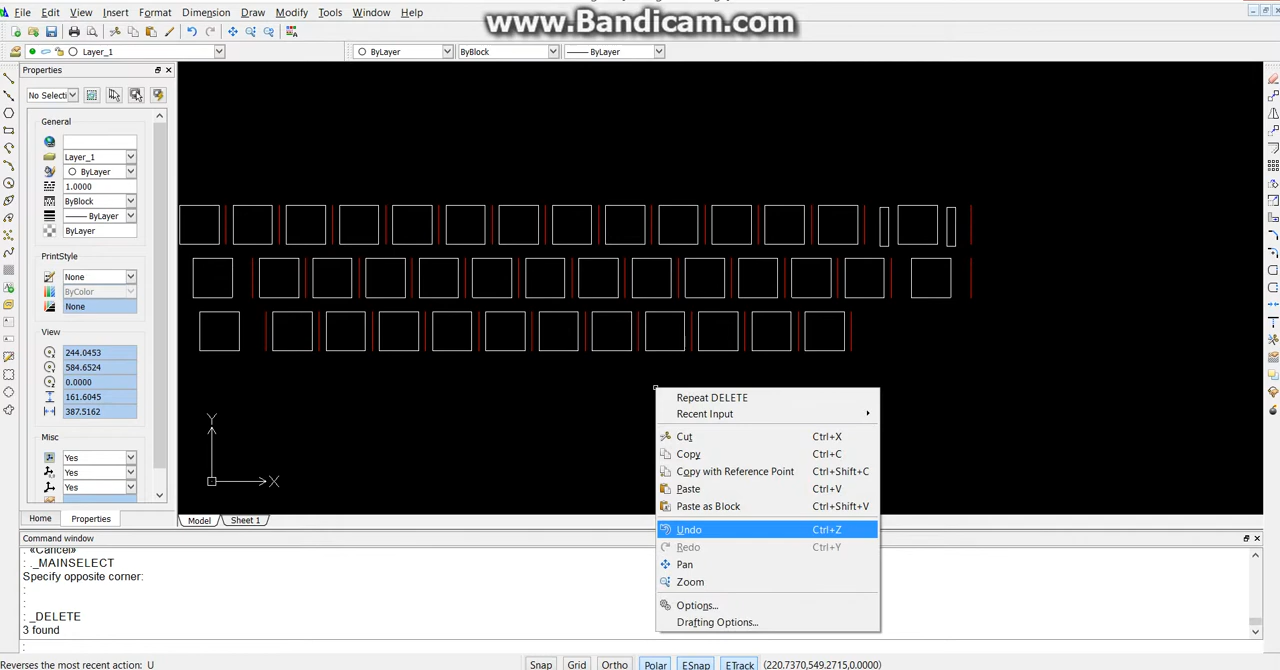 www.Bandicam.com
File Edit View Insert Format Dimension Draw Modify Tools Window Help
Layer_1 ByLayer ByBlock ByLayer
Properties
No Selecti
General
Layer_1
ByLayer
1.0000
ByBlock
ByLayer
ByLayer
PrintStyle
None
ByColor
None
View
244.0453
584.6524
0.0000
161.6045
387.5162
Misc
Yes
Yes
Yes
Home Properties
Y
X
Model Sheet 1
Repeat DELETE
Recent Input
Cut Ctrl+X
Copy Ctrl+C
Copy with Reference Point Ctrl+Shift+C
Paste Ctrl+V
Paste as Block Ctrl+Shift+V
Undo Ctrl+Z
Redo Ctrl+Y
Pan
Zoom
Options...
Drafting Options...
Command window
«Cancel»
: ._MAINSELECT
Specify opposite corner:
:
:
: _DELETE
3 found
:
Reverses the most recent action: U Snap Grid Ortho Polar ESnap ETrack (220.7370,549.2715,0.0000)